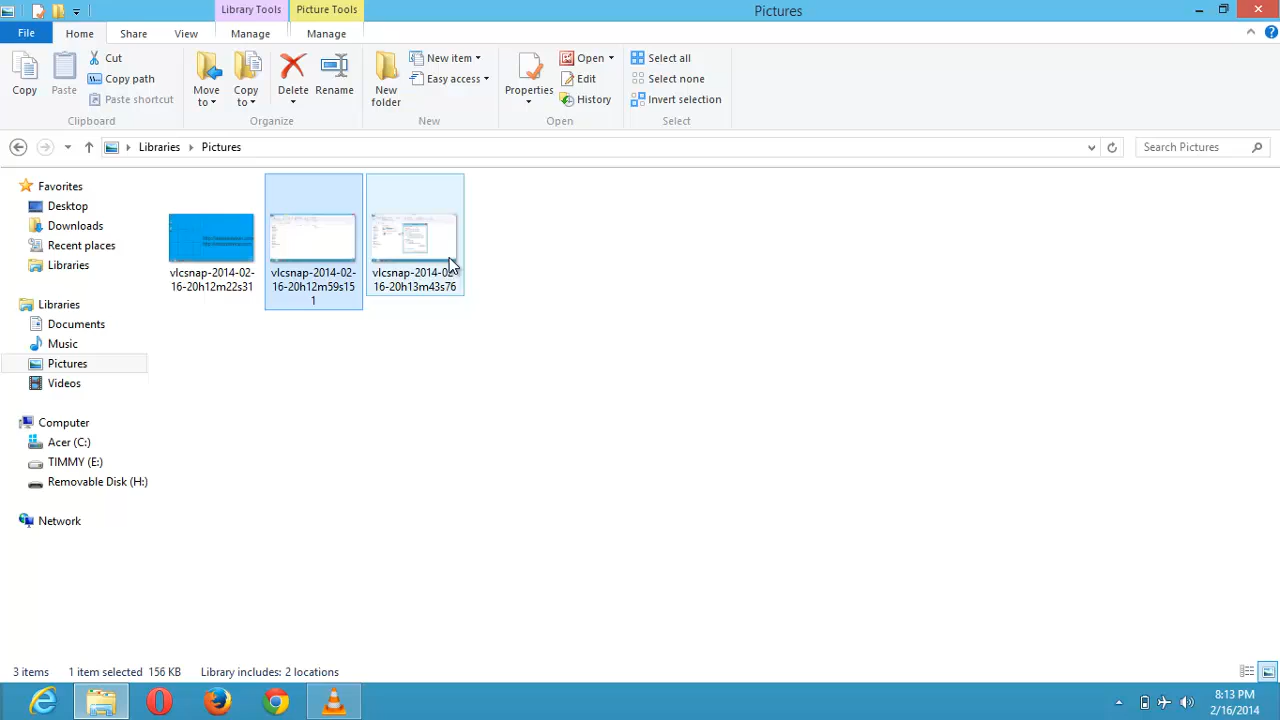 Library Tools
Picture Tools
Pictures
File
Home
Share
View
Manage
Manage
Copy
Paste
Cut
Copy path
Paste shortcut
Clipboard
Move to
Copy to
Delete
Rename
Organize
New folder
New item
Easy access
New
Properties
Open
Edit
History
Open
Select all
Select none
Invert selection
Select
Libraries
Pictures
Search Pictures
Favorites
Desktop
Downloads
Recent places
Libraries
Libraries
Documents
Music
Pictures
Videos
Computer
Acer (C:)
TIMMY (E:)
Removable Disk (H:)
Network
vlcsnap-2014-02-
16-20h12m22s31
vlcsnap-2014-02-
16-20h12m59s15
1
vlcsnap-2014-02-
16-20h13m43s76
3 items
1 item selected 156 KB
Library includes: 2 locations
8:13 PM
2/16/2014